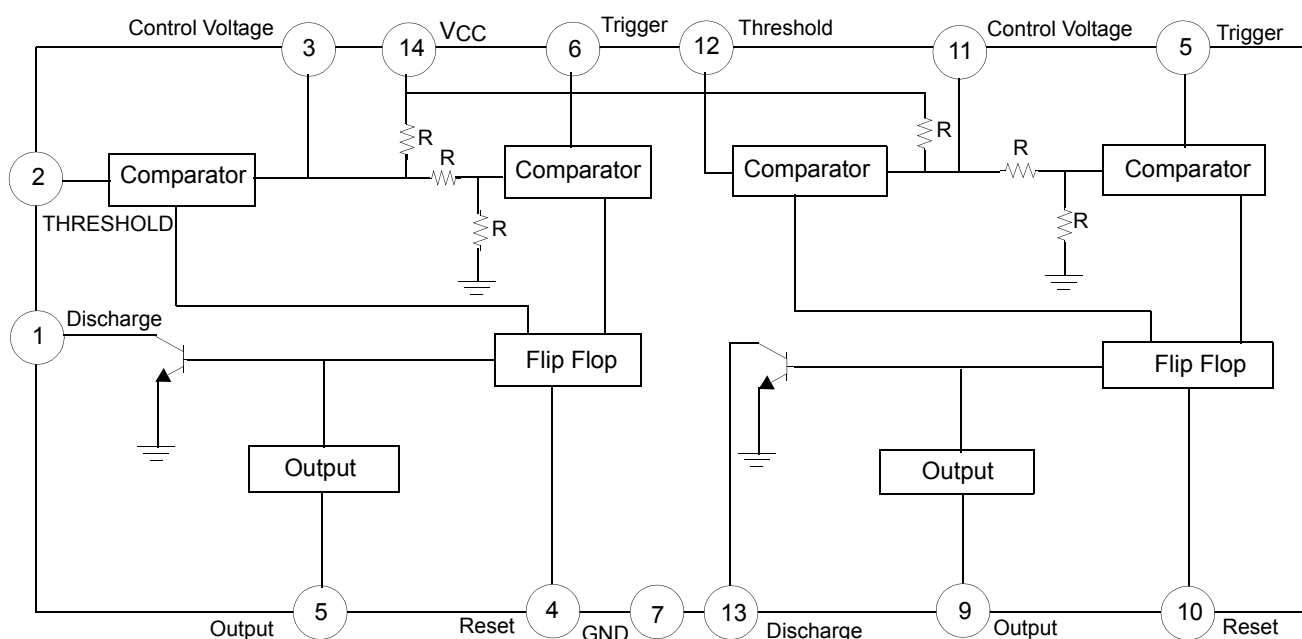 Control Voltage
3
14
VCC
6
Trigger
12
Threshold
11
Control Voltage
5
Trigger
R
R
R
R
2
Comparator
Comparator
Comparator
Comparator
THRESHOLD
R
R
1
Discharge
Flip Flop
Flip Flop
Output
Output
Output
5
Reset
4
GND
7
13
Discharge
9
Output
10
Reset